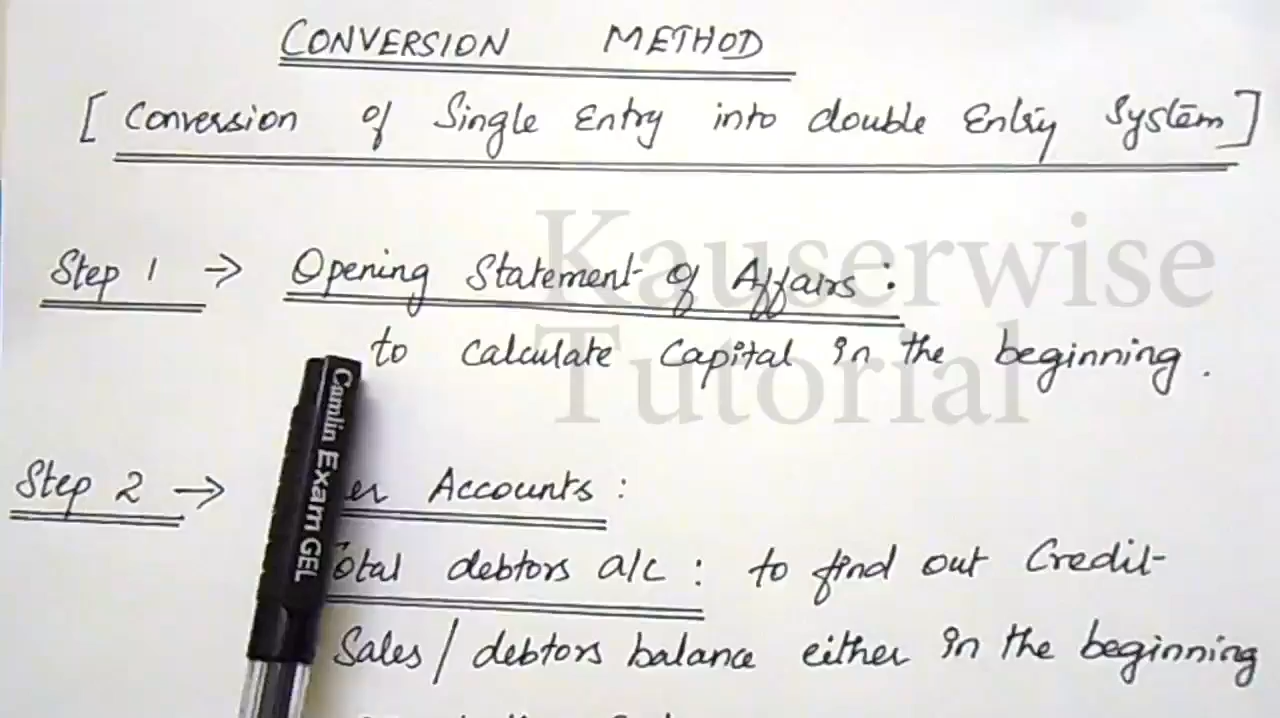 CONVERSION METHOD
[ Conversion of Single Entry into double Entry System ]
Step 1 → Opening Statement of Affairs :
to calculate Capital in the beginning .
Step 2 → Accounts :
Total debtors a/c : to find out Credit
Sales / debtors balance either in the beginning
Kauserwise
Tutorial
Camlin Exam GEL